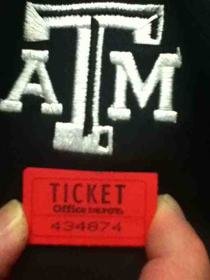 ATM
TICKET
Office DEPOT
434874